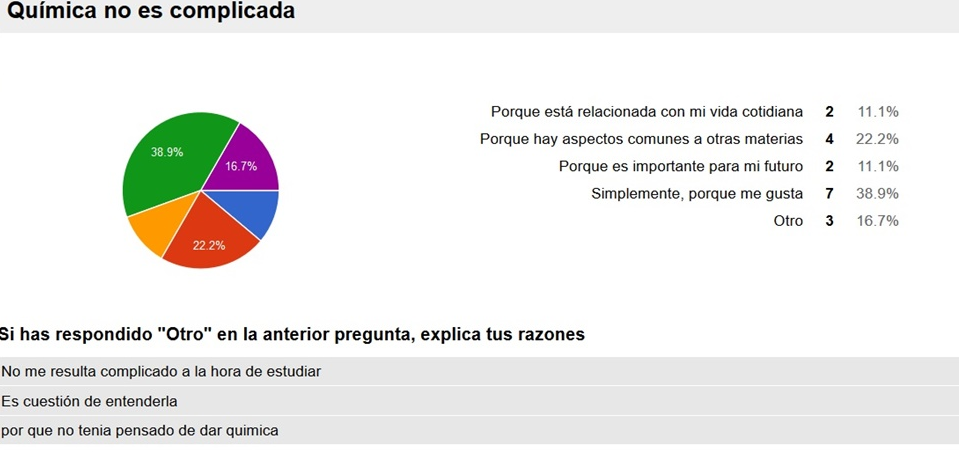 Química no es complicada
Porque está relacionada con mi vida cotidiana 2 11.1%
Porque hay aspectos comunes a otras materias 4 22.2%
Porque es importante para mi futuro 2 11.1%
Simplemente, porque me gusta 7 38.9%
Otro 3 16.7%
38.9%
16.7%
22.2%
Si has respondido "Otro" en la anterior pregunta, explica tus razones
No me resulta complicado a la hora de estudiar
Es cuestión de entenderla
por que no tenia pensado de dar quimica